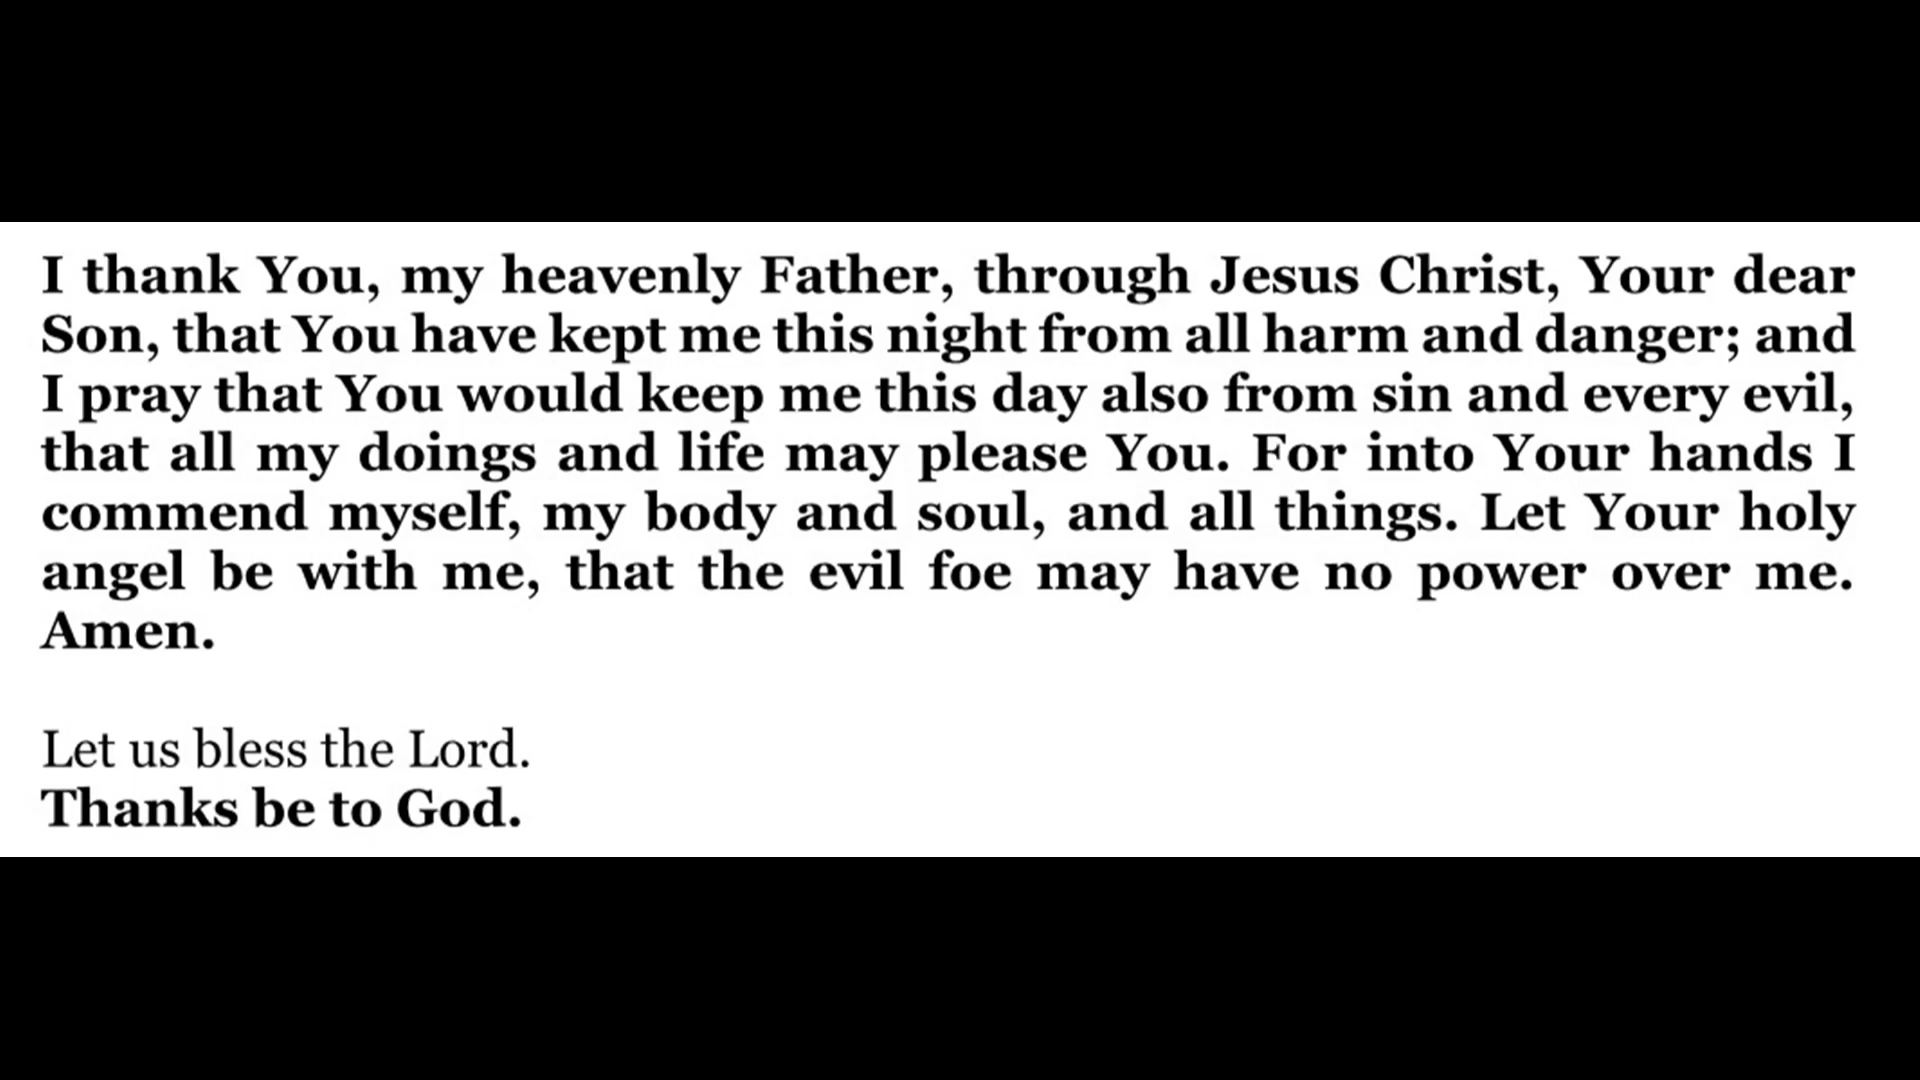 I thank You, my heavenly Father, through Jesus Christ, Your dear
Son, that You have kept me this night from all harm and danger; and
I pray that You would keep me this day also from sin and every evil,
that all my doings and life may please You. For into Your hands I
commend myself, my body and soul, and all things. Let Your holy
angel be with me, that the evil foe may have no power over me.
Amen.
Let us bless the Lord.
Thanks be to God.